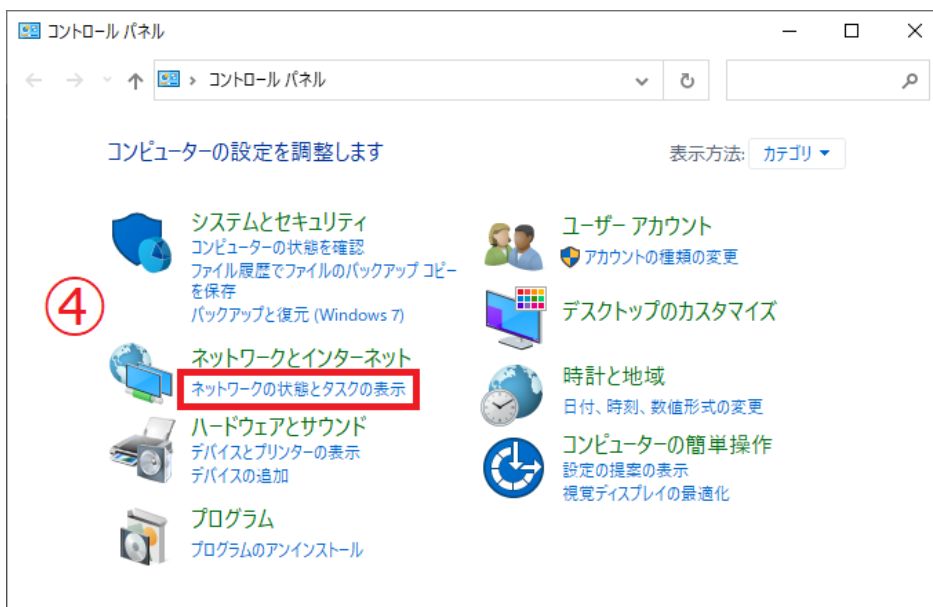 コントロール パネル
コントロール パネル
コンピューターの設定を調整します
表示方法: カテゴリ
システムとセキュリティ
コンピューターの状態を確認
ファイル履歴でファイルのバックアップ コピー
を保存
バックアップと復元 (Windows 7)
④
ネットワークとインターネット
ネットワークの状態とタスクの表示
ハードウェアとサウンド
デバイスとプリンターの表示
デバイスの追加
プログラム
プログラムのアンインストール
ユーザー アカウント
アカウントの種類の変更
デスクトップのカスタマイズ
時計と地域
日付、時刻、数値形式の変更
コンピューターの簡単操作
設定の提案の表示
視覚ディスプレイの最適化